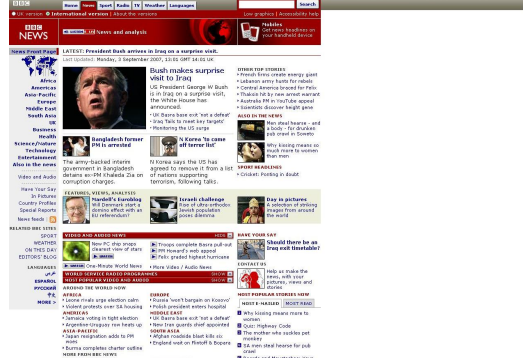 BBC
Home News Sport Radio TV Weather Languages
Search
UK version International version | About the versions
Low graphics | Accessibility help
BBC NEWS
News and analysis
Mobiles
Get news headlines on
your handheld device
News Front Page
Africa
Americas
Asia-Pacific
Europe
Middle East
South Asia
UK
Business
Health
Science/Nature
Technology
Entertainment
Also in the news
Video and Audio
Have Your Say
In Pictures
Country Profiles
Special Reports
News feeds
RELATED BBC SITES
SPORT
WEATHER
ON THIS DAY
EDITORS' BLOG
LANGUAGES
ESPAÑOL
РУССКИЙ
中文
MORE >
LATEST: President Bush arrives in Iraq on a surprise visit.
Last Updated: Monday, 3 September 2007, 13:01 GMT 14:01 UK
Bush makes surprise
visit to Iraq
US President George W Bush
is in Iraq on a surprise visit,
the White House has
announced.
UK Basra base exit 'not a defeat'
Iraq 'fails to meet key targets'
Monitoring the US surge
Bangladesh former
PM is arrested
The army-backed interim
government in Bangladesh
detains ex-PM Khaleda Zia on
corruption charges.
N Korea 'to come
off terror list'
N Korea says the US has
agreed to remove it from a list
of nations supporting
terrorism, following talks.
OTHER TOP STORIES
French firms create energy giant
Lebanon army hunts for rebels
Central America braced for Felix
Thaksin hit by new arrest warrant
Australia PM in YouTube appeal
Scientists discover height gene
ALSO IN THE NEWS
Men steal hearse - and
a body - for drunken
pub crawl in Soweto
Why kissing means so
much more to women
than men
SPORT HEADLINES
Cricket: Posting in doubt
FEATURES, VIEWS, ANALYSIS
Mardell's Euroblog
Will Denmark start a
domino effect with an
EU referendum?
Israeli challenge
Rise of ultra-orthodox
Jewish population
poses dilemma
Day in pictures
A selection of striking
images from around
the world
VIDEO AND AUDIO NEWS
HIDE
New PC chip snaps
clearest view of stars
One-Minute World News
Troops complete Basra pull-out
PM Howard's web appeal
Felix graded highest hurricane
More Video / Audio News
WORLD SERVICE RADIO PROGRAMMES
SHOW
MOST POPULAR VIDEO AND AUDIO
SHOW
AROUND THE WORLD NOW
AFRICA
Leone rivals urge election calm
Violent protests over SA housing
AMERICAS
Jamaica voting in tight election
Argentine-Uruguay row heats up
ASIA-PACIFIC
Japan resignation adds to PM
woes
Burma completes charter outline
MORE FROM BBC NEWS
EUROPE
Russia 'won't bargain on Kosovo'
Polish president enters hospital
MIDDLE EAST
UK Basra base exit 'not a defeat'
New Iran guards chief appointed
SOUTH ASIA
Afghan roadside blast kills six
England wait on Flintoff & Bopara
HAVE YOUR SAY
Should there be an
Iraq exit timetable?
CONTACT US
Help us make the
news, with your
pictures, views and
stories
MOST POPULAR STORIES NOW
MOST E-MAILED MOST READ
Why kissing means more to
women
Quiz: Highway Code
The mother who suckles pet
monkey
SA men steal hearse for pub
crawl